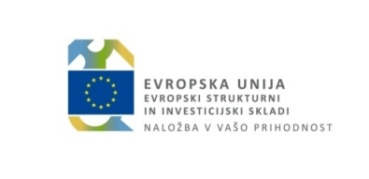 EVROPSKA UNIJA
EVROPSKI STRUKTURNI
IN INVESTICIJSKI SKLADI
NALOŽBA V VAŠO PRIHODNOST